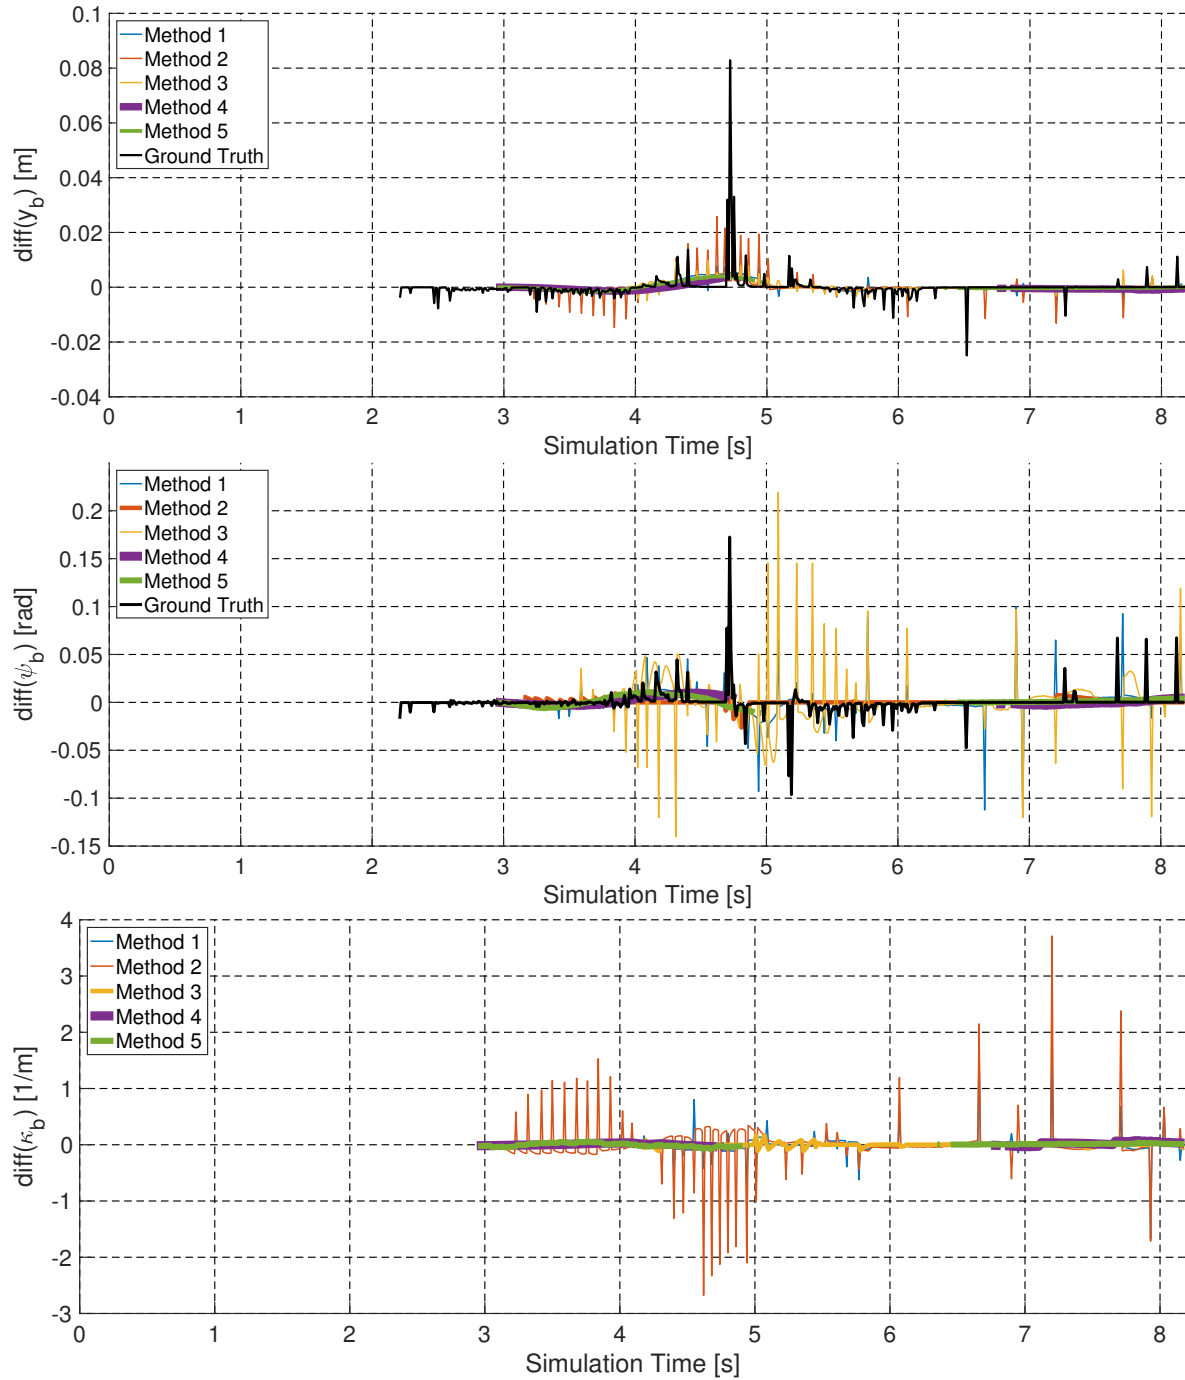 0.1
0.08
0.06
0.04
0.02
0
-0.02
-0.04
diff(y_b) [m]
Method 1
Method 2
Method 3
Method 4
Method 5
Ground Truth
0 1 2 3 4 5 6 7 8
Simulation Time [s]
0.2
0.15
0.1
0.05
0
-0.05
-0.1
-0.15
diff(ψ_b) [rad]
Method 1
Method 2
Method 3
Method 4
Method 5
Ground Truth
0 1 2 3 4 5 6 7 8
Simulation Time [s]
4
3
2
1
0
-1
-2
-3
diff(κ_b) [1/m]
Method 1
Method 2
Method 3
Method 4
Method 5
0 1 2 3 4 5 6 7 8
Simulation Time [s]